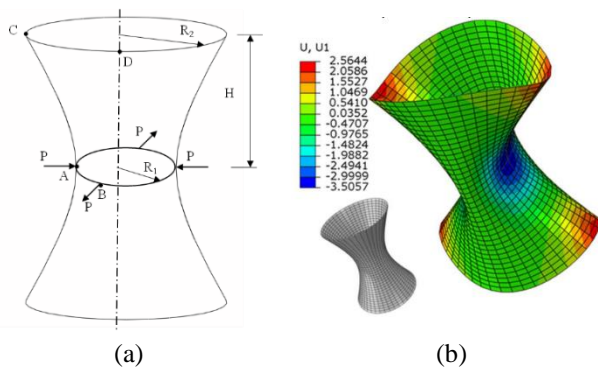 C
R2
D
H
P
P
P
A
R1
B
P
U, U1
2.5644
2.0586
1.5527
1.0469
0.5410
0.0352
-0.4707
-0.9765
-1.4824
-1.9882
-2.4941
-2.9999
-3.5057
(a)
(b)